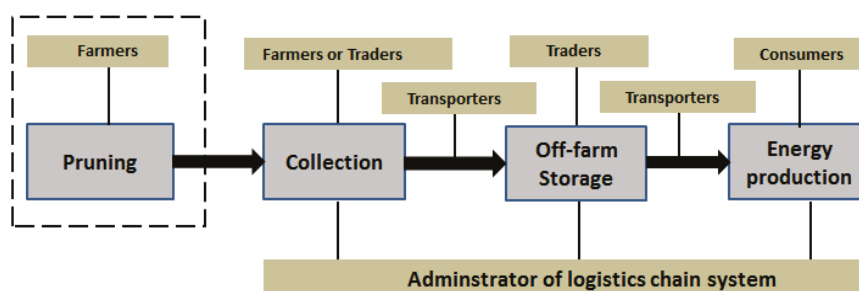 Farmers
Farmers or Traders
Traders
Consumers
Transporters
Transporters
Pruning
Collection
Off-farm
Storage
Energy
production
Adminstrator of logistics chain system